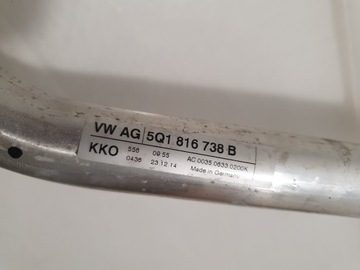 VW AG 5Q1 816 738 B
KKO 556 09 55 AC.0035.0633.0200K
0436 23.12.14 Made in Germany